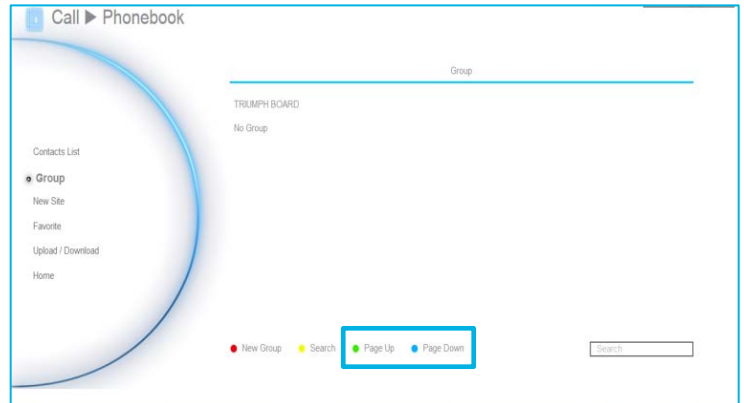 Call ▶ Phonebook
Group
TRIUMPH BOARD
No Group
Contacts List
Group
New Site
Favorite
Upload / Download
Home
New Group Search Page Up Page Down Search